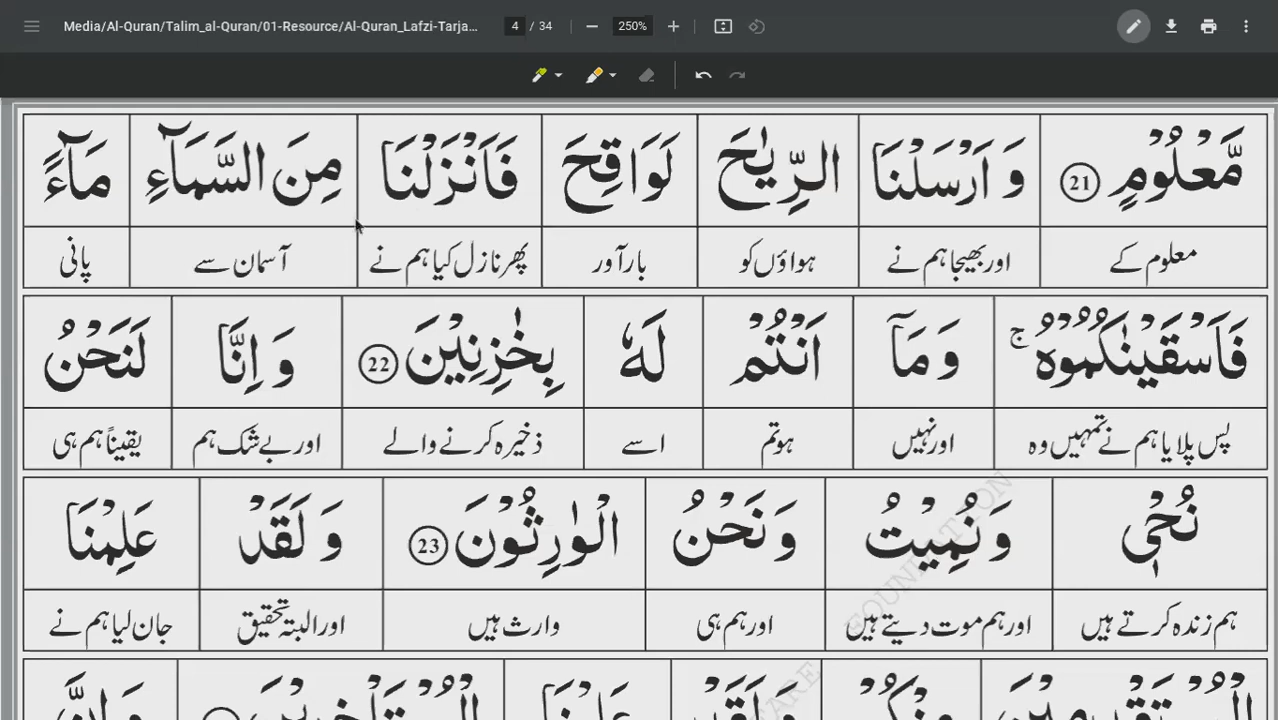 Media/Al-Quran/Talim_al-Quran/01-Resource/Al-Quran_Lafzi-Tarja... 4 / 34 250%
مَّعْلُوْمٍ 21 وَ اَرْسَلْنَا الرِّيٰحَ لَوَاقِحَ فَاَنْزَلْنَا مِنَ السَّمَآءِ مَآءً
معلوم کے اور بھیجا ہم نے ہواؤں کو بارآور پھر نازل کیا ہم نے آسمان سے پانی
فَاَسْقَيْنٰكُمُوْهُ ج وَ مَآ اَنْتُمْ لَهٗ بِخٰزِنِيْنَ 22 وَ اِنَّا لَنَحْنُ
پس پلایا ہم نے تمہیں وہ اور نہیں ہو تم اسے ذخیرہ کرنے والے اور بے شک ہم یقیناً ہم ہی
نُحْيٖ وَ نُمِيْتُ وَ نَحْنُ الْوٰرِثُوْنَ 23 وَ لَقَدْ عَلِمْنَا
ہم زندہ کرتے ہیں اور ہم موت دیتے ہیں اور ہم ہی وارث ہیں اور البتہ تحقیق جان لیا ہم نے